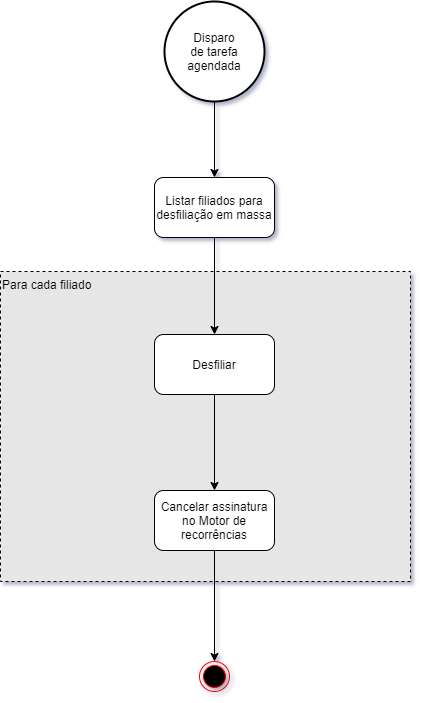 Disparo
de tarefa
agendada
Listar filiados para
desfiliação em massa
Para cada filiado
Desfiliar
Cancelar assinatura
no Motor de
recorrências